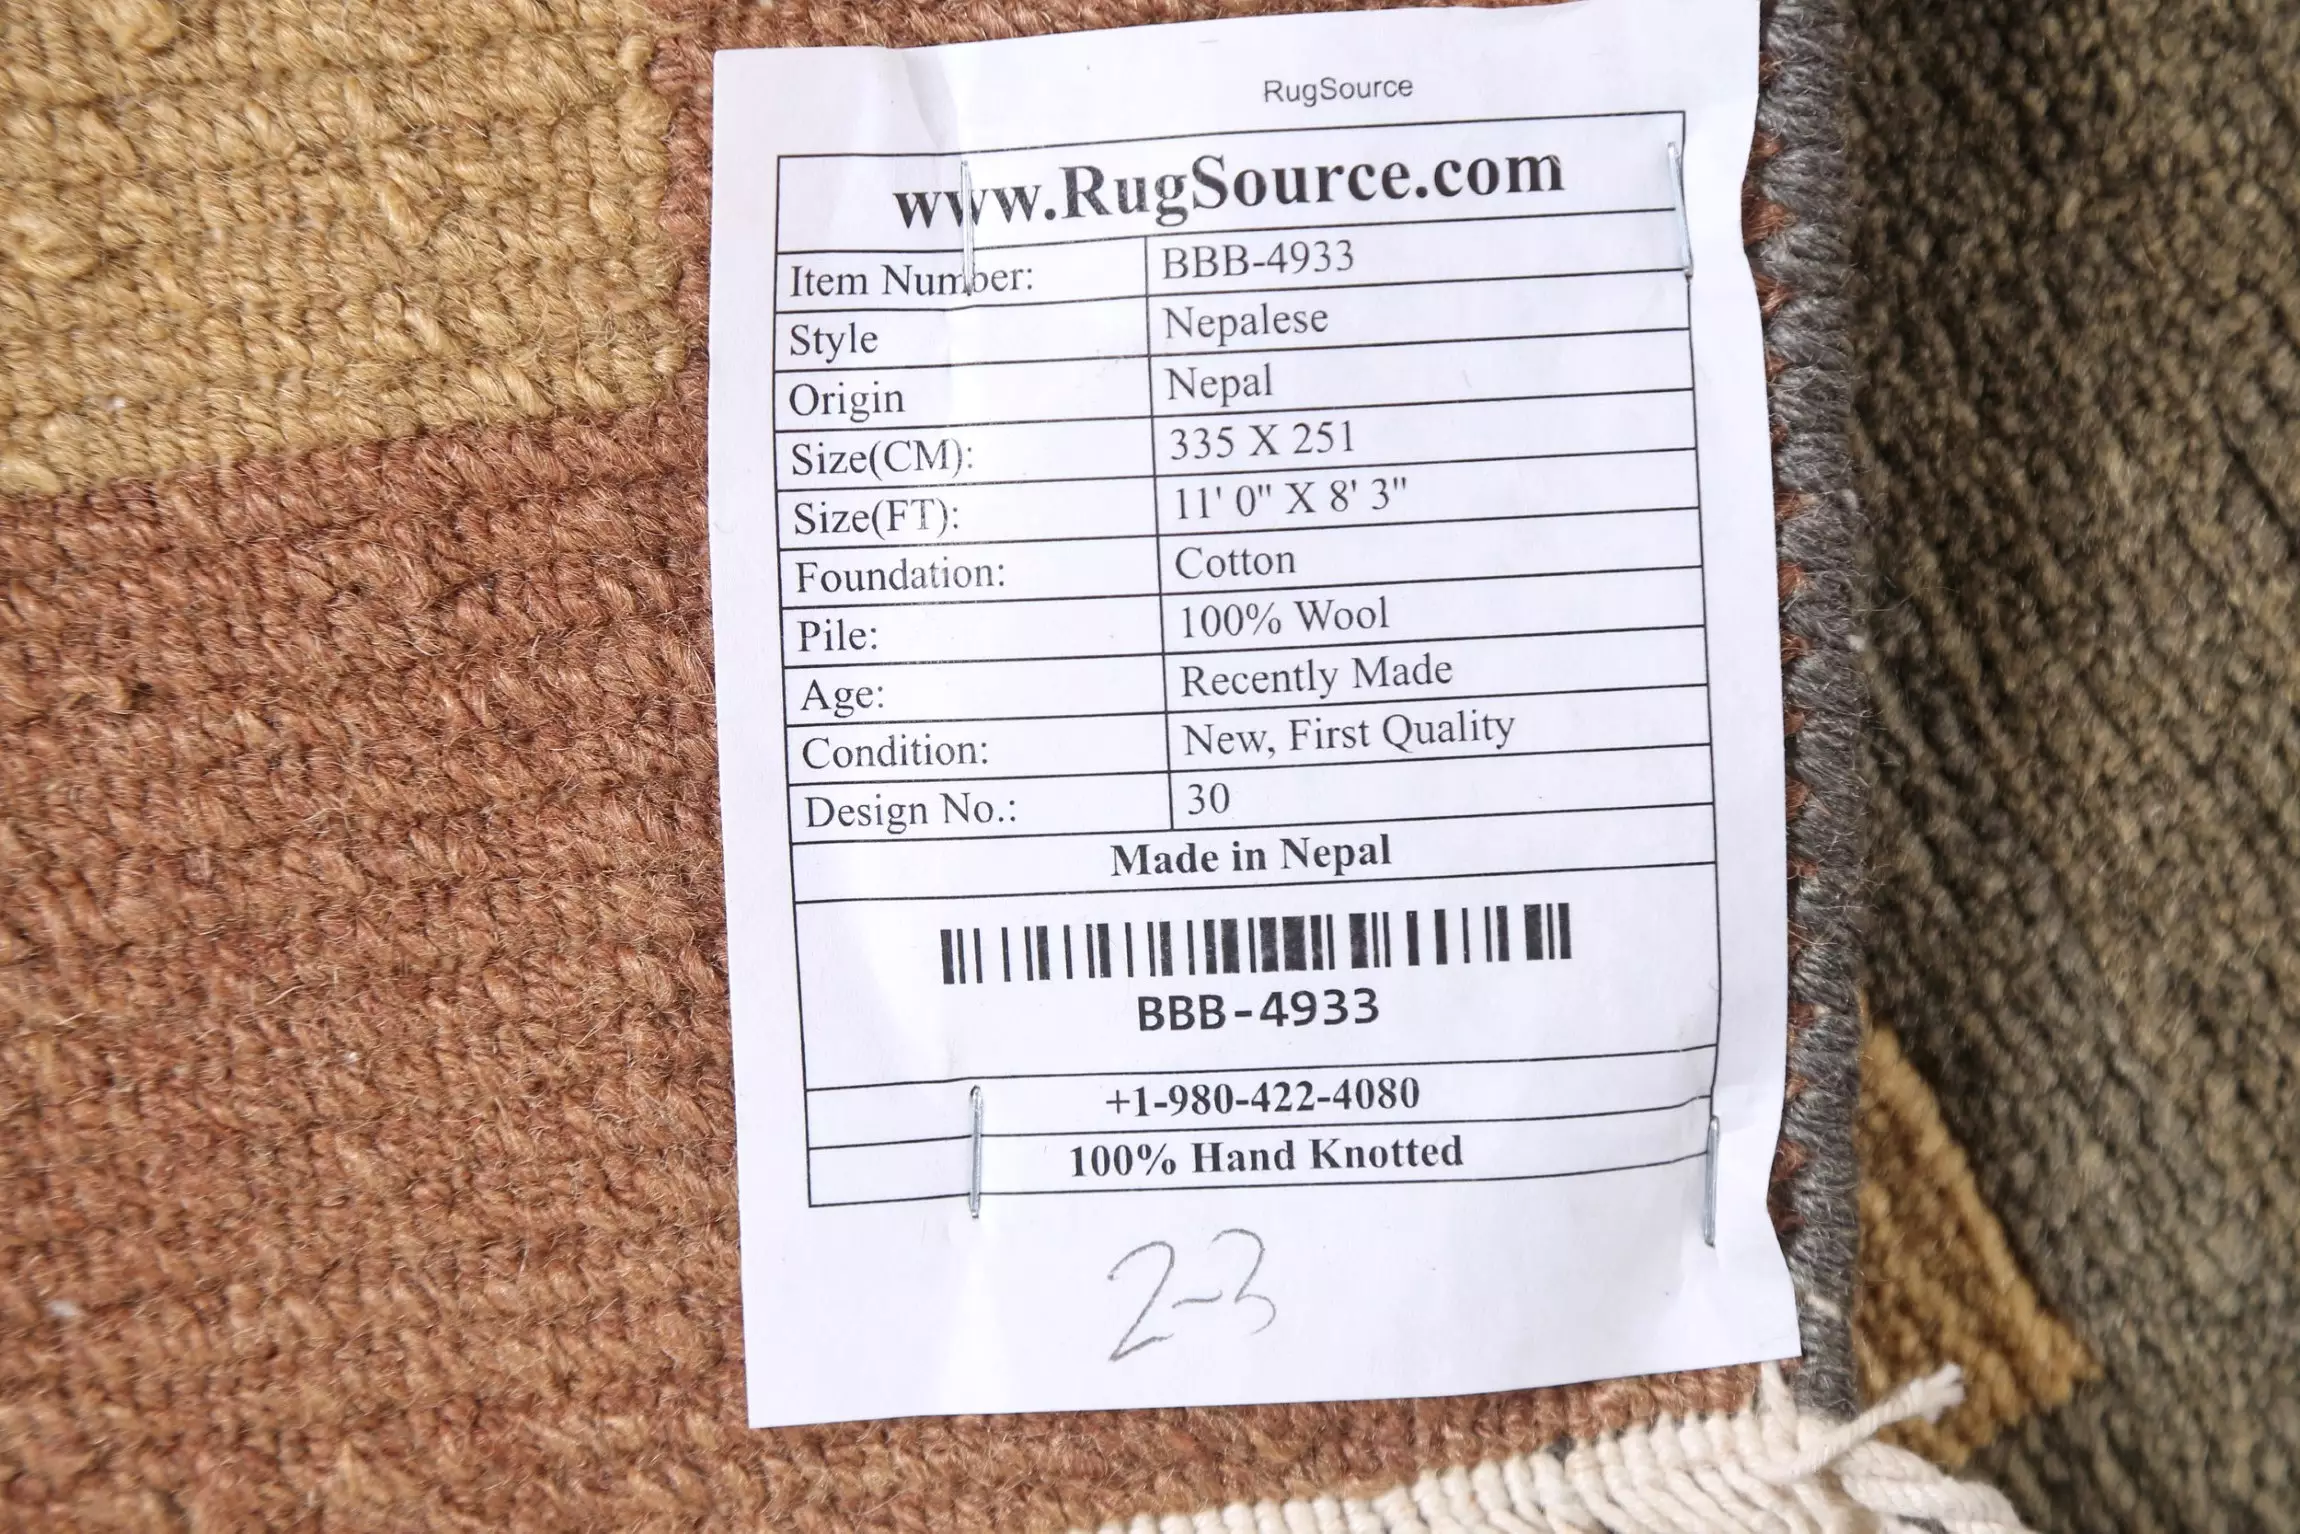 RugSource
www.RugSource.com
Item Number: BBB-4933
Style Nepalese
Origin Nepal
Size(CM): 335 X 251
Size(FT): 11' 0" X 8' 3"
Foundation: Cotton
Pile: 100% Wool
Age: Recently Made
Condition: New, First Quality
Design No.: 30
Made in Nepal
BBB-4933
+1-980-422-4080
100% Hand Knotted
2-3